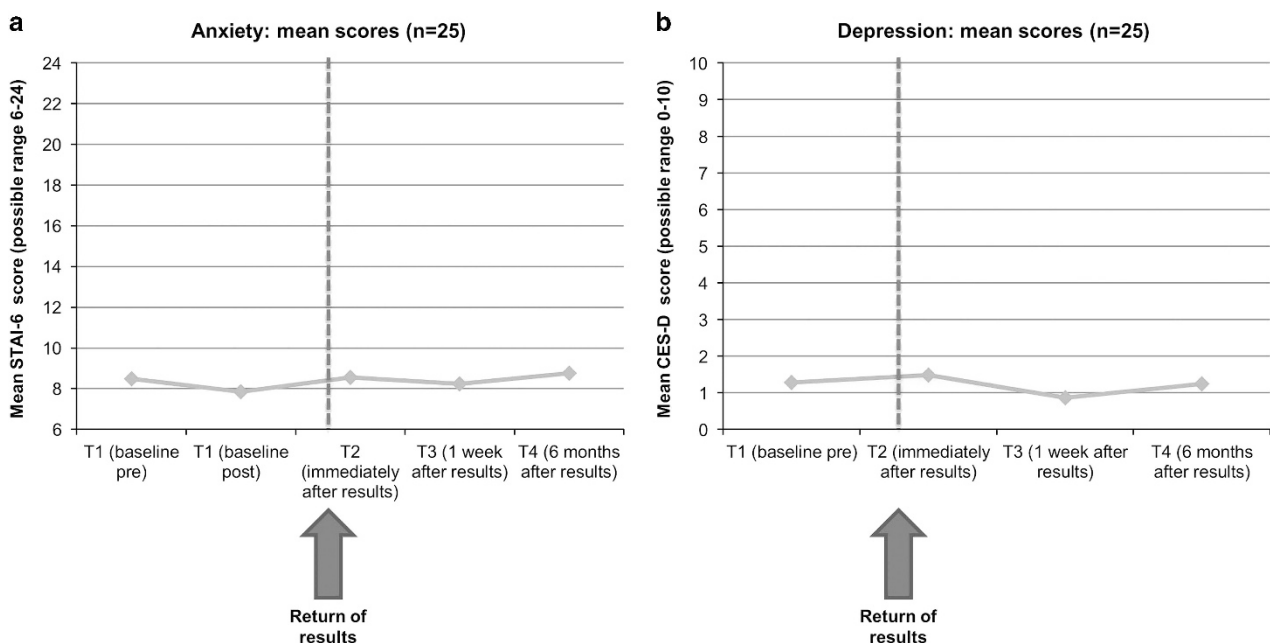 a
Anxiety: mean scores (n=25)
Mean STAI-6 score (possible range 6-24)
24
22
20
18
16
14
12
10
8
6
T1 (baseline
pre)
T1 (baseline
post)
T2
(immediately
after results)
T3 (1 week
after results)
T4 (6 months
after results)
Return of
results
b
Depression: mean scores (n=25)
Mean CES-D score (possible range 0-10)
10
9
8
7
6
5
4
3
2
1
0
T1 (baseline pre)
T2 (immediately
after results)
T3 (1 week after
results)
T4 (6 months
after results)
Return of
results